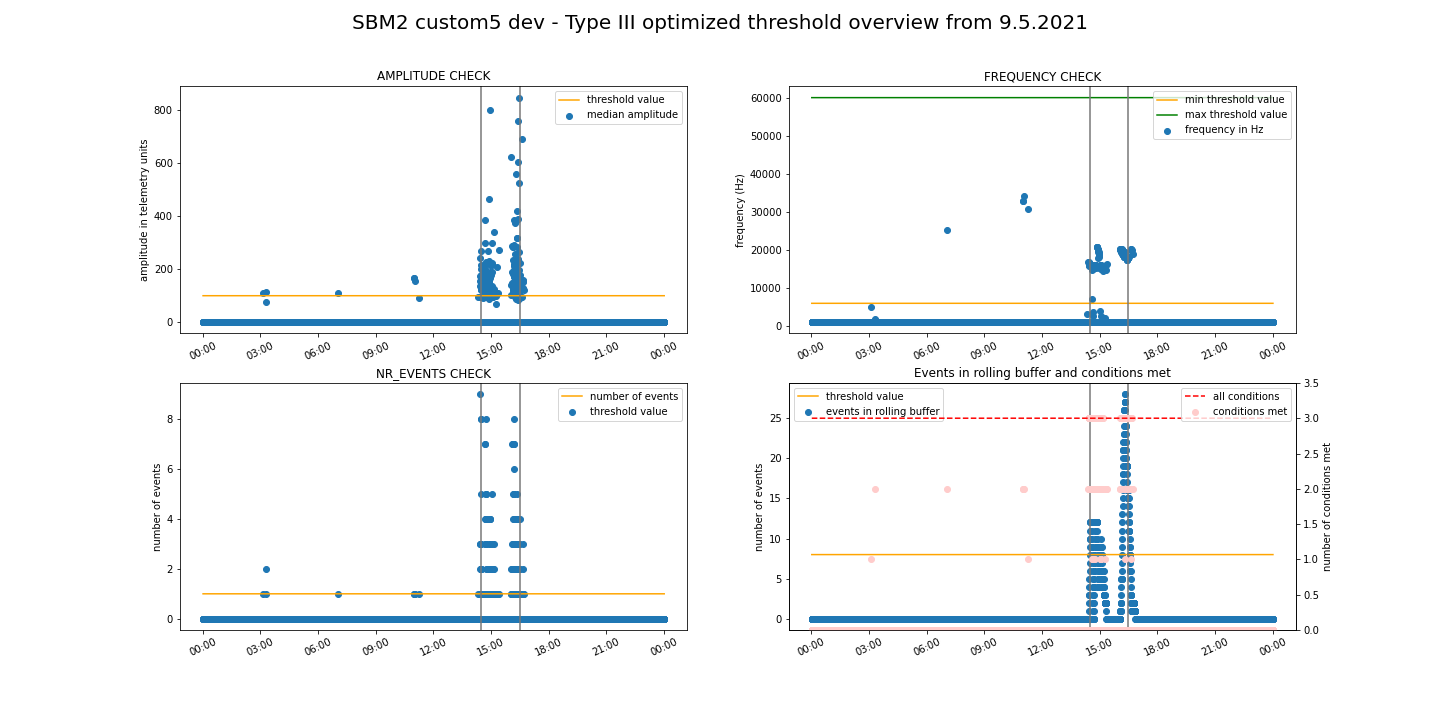 SBM2 custom5 dev - Type III optimized threshold overview from 9.5.2021
AMPLITUDE CHECK
amplitude in telemetry units
800
600
400
200
0
threshold value
median amplitude
00:00 03:00 06:00 09:00 12:00 15:00 18:00 21:00 00:00
FREQUENCY CHECK
frequency (Hz)
60000
50000
40000
30000
20000
10000
0
min threshold value
max threshold value
frequency in Hz
00:00 03:00 06:00 09:00 12:00 15:00 18:00 21:00 00:00
NR_EVENTS CHECK
number of events
8
6
4
2
0
number of events
threshold value
00:00 03:00 06:00 09:00 12:00 15:00 18:00 21:00 00:00
Events in rolling buffer and conditions met
number of events
25
20
15
10
5
0
threshold value
events in rolling buffer
all conditions
conditions met
3.5
3.0
2.5
2.0
1.5
1.0
0.5
0.0
number of conditions met
00:00 03:00 06:00 09:00 12:00 15:00 18:00 21:00 00:00